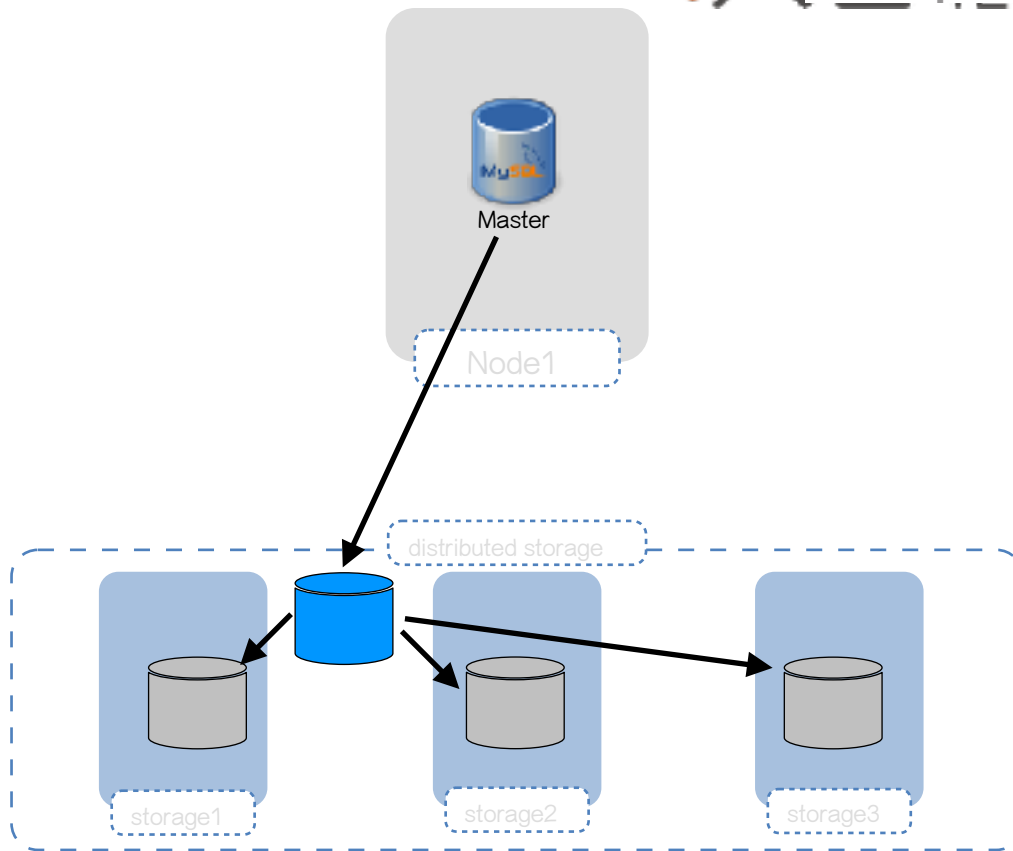 MySQL
Master
Node1
distributed storage
storage1
storage2
storage3